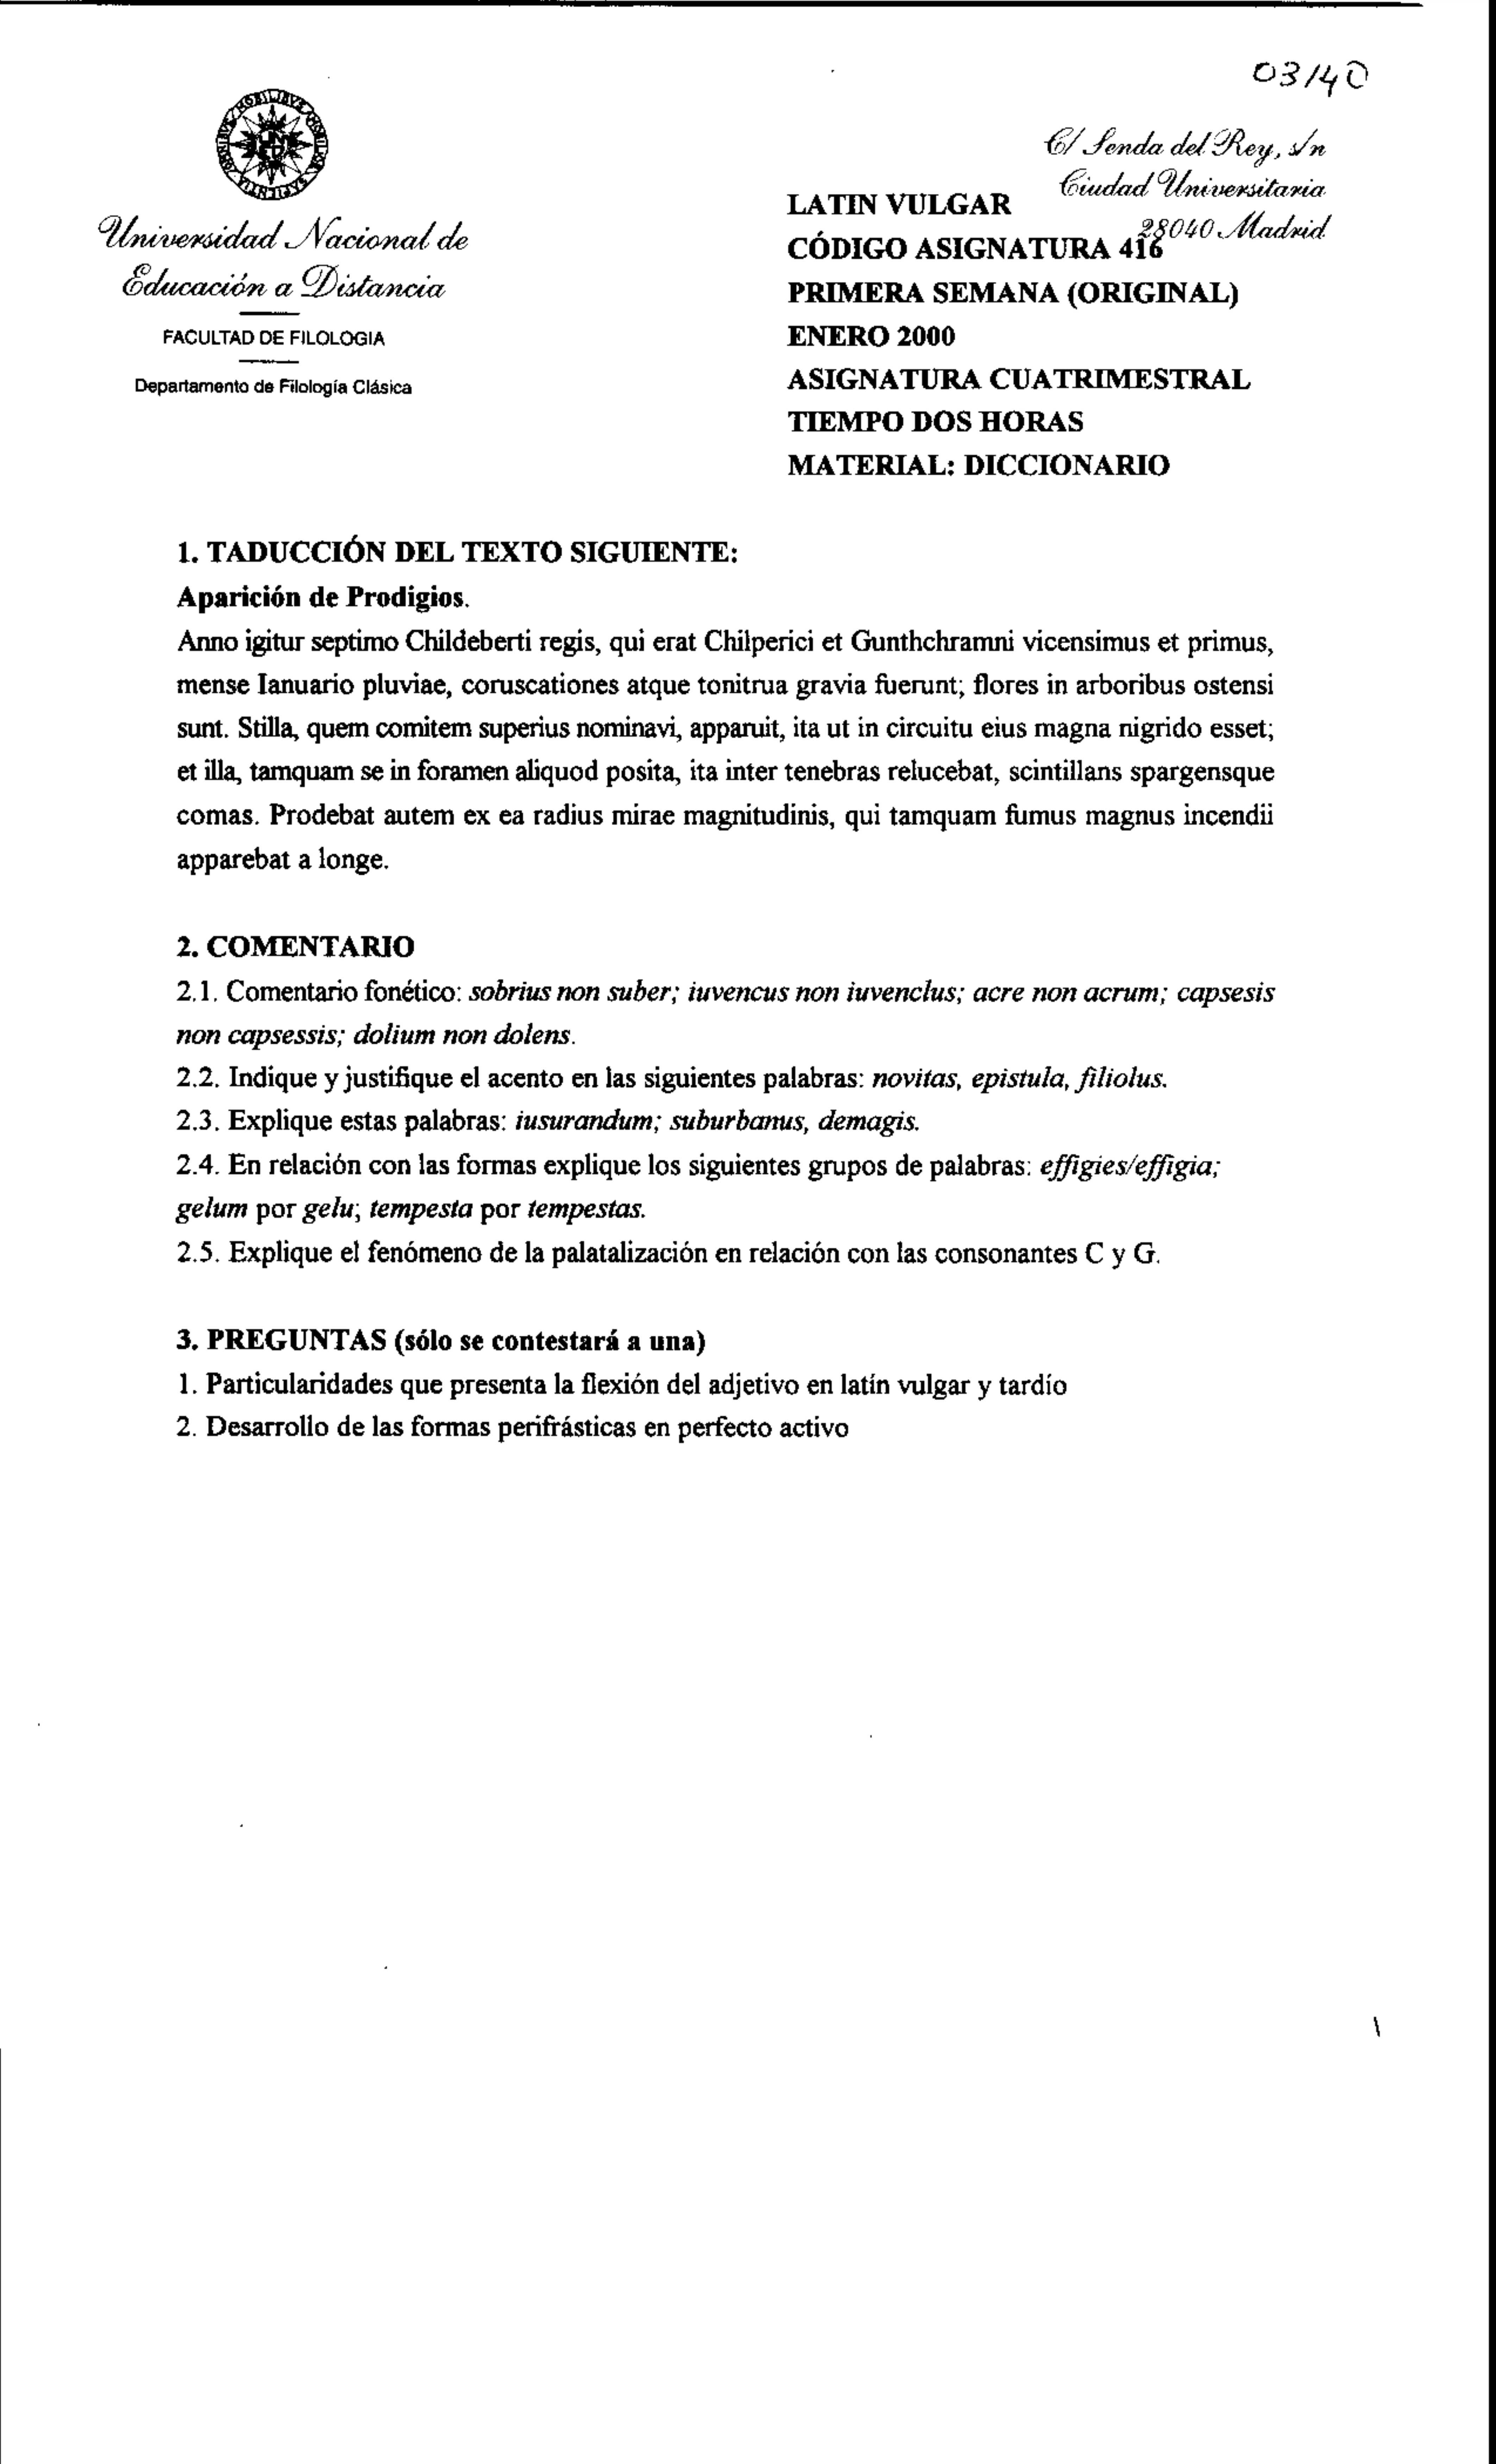 03/40
C/ Senda del Rey, s/n
Ciudad Universitaria
28040 Madrid
Universidad Nacional de
Educación a Distancia
FACULTAD DE FILOLOGIA
Departamento de Filología Clásica
LATIN VULGAR
CÓDIGO ASIGNATURA 416
PRIMERA SEMANA (ORIGINAL)
ENERO 2000
ASIGNATURA CUATRIMESTRAL
TIEMPO DOS HORAS
MATERIAL: DICCIONARIO
1. TADUCCIÓN DEL TEXTO SIGUIENTE:
Aparición de Prodigios.
Anno igitur septimo Childeberti regis, qui erat Chilperici et Gunthchramni vicensimus et primus,
mense Ianuario pluviae, coruscationes atque tonitrua gravia fuerunt; flores in arboribus ostensi
sunt. Stilla, quem comitem superius nominavi, apparuit, ita ut in circuitu eius magna nigrido esset;
et illa, tamquam se in foramen aliquod posita, ita inter tenebras relucebat, scintillans spargensque
comas. Prodebat autem ex ea radius mirae magnitudinis, qui tamquam fumus magnus incendii
apparebat a longe.
2. COMENTARIO
2.1. Comentario fonético: sobrius non suber; iuvencus non iuvenclus; acre non acrum; capsesis
non capsessis; dolium non dolens.
2.2. Indique y justifique el acento en las siguientes palabras: novitas, epistula, filiolus.
2.3. Explique estas palabras: iusurandum; suburbanus, demagis.
2.4. En relación con las formas explique los siguientes grupos de palabras: effigies/effigia;
gelum por gelu; tempesta por tempestas.
2.5. Explique el fenómeno de la palatalización en relación con las consonantes C y G.
3. PREGUNTAS (sólo se contestará a una)
1. Particularidades que presenta la flexión del adjetivo en latín vulgar y tardío
2. Desarrollo de las formas perifrásticas en perfecto activo